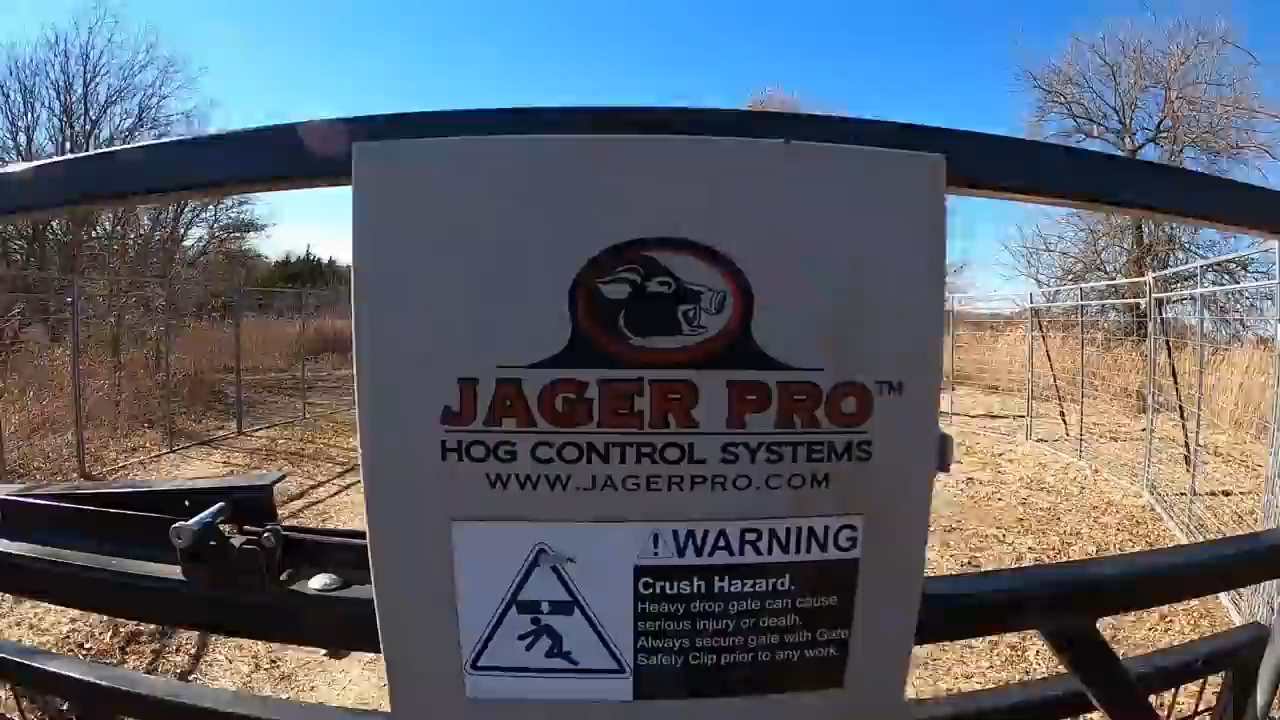 JAGER PRO™
HOG CONTROL SYSTEMS
WWW.JAGERPRO.COM
WARNING
Crush Hazard.
Heavy drop gate can cause
serious injury or death.
Always secure gate with Gate
Safety Clip prior to any work.